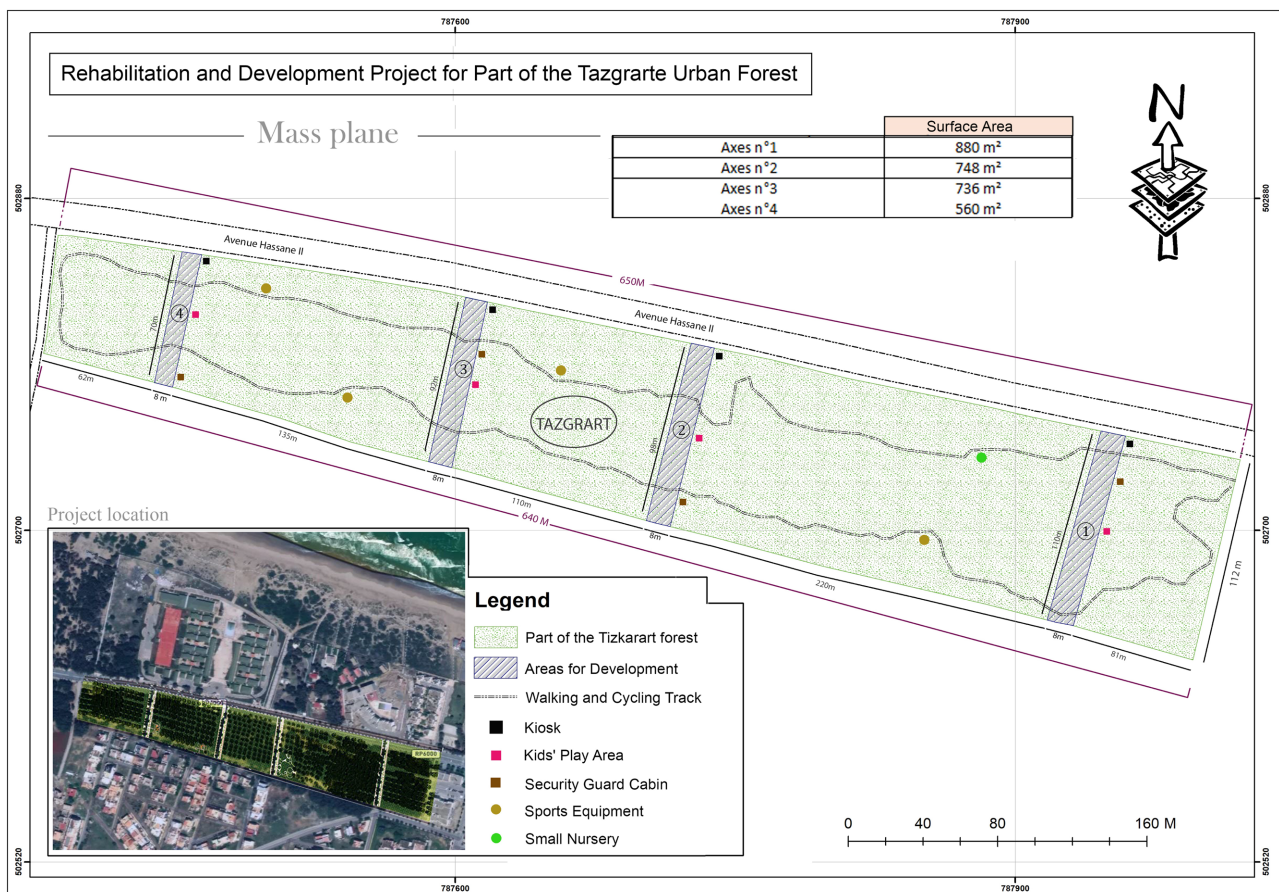 787600
787900
Rehabilitation and Development Project for Part of the Tazgrarte Urban Forest
Mass plane
Surface Area
Axes n°1 880 m²
Axes n°2 748 m²
Axes n°3 736 m²
Axes n°4 560 m²
N
502880
502880
Avenue Hassane II
650M
Avenue Hassane II
4
70m
3
92m
TAZGRART
2
98m
1
110m
112 m
62m
8 m
135m
8m
110m
640 M
8m
220m
8m
81m
502700
502700
Project location
RP6000
Legend
Part of the Tizkarart forest
Areas for Development
Walking and Cycling Track
Kiosk
Kids' Play Area
Security Guard Cabin
Sports Equipment
Small Nursery
0 40 80 160 M
502520
502520
787600
787900